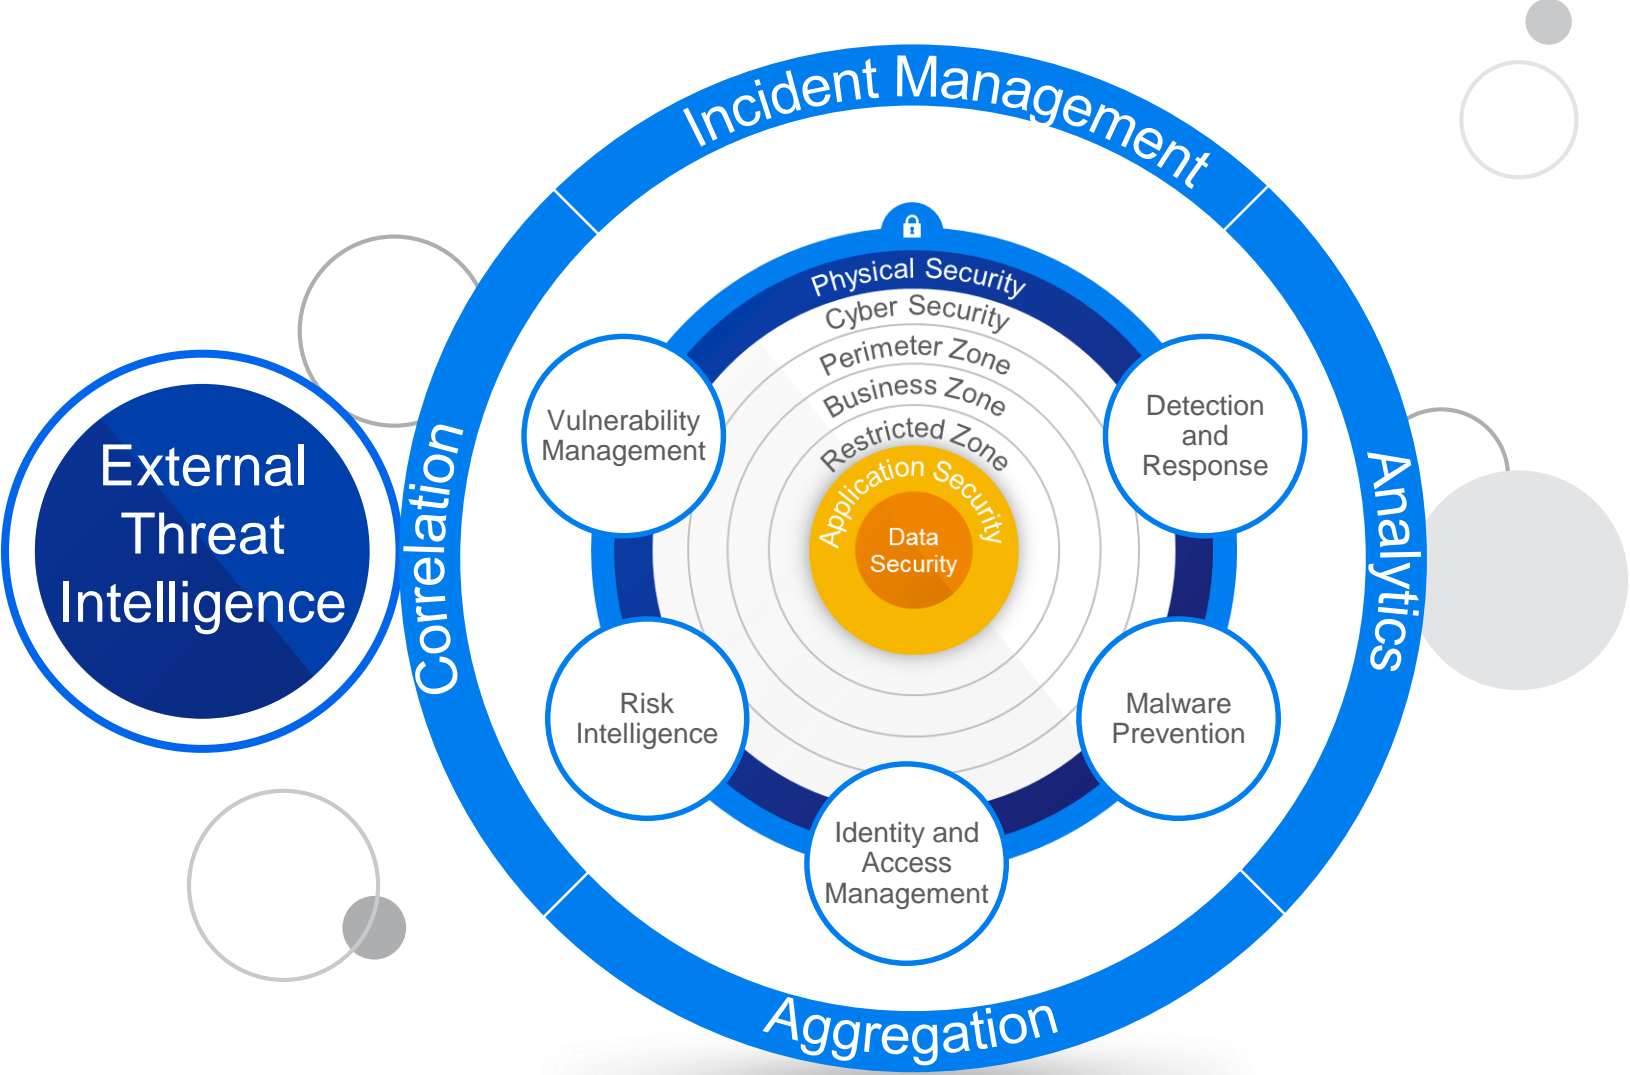 Incident Management
Physical Security
Cyber Security
Perimeter Zone
Business Zone
Restricted Zone
Application Security
Data
Security
Vulnerability
Management
Detection
and
Response
External
Threat
Intelligence
Correlation
Analytics
Risk
Intelligence
Malware
Prevention
Identity and
Access
Management
Aggregation